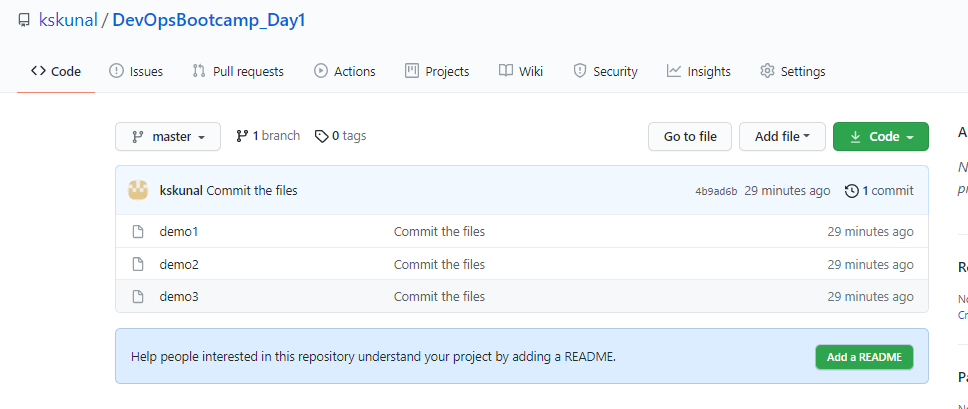 kskunal / DevOpsBootcamp_Day1
Code Issues Pull requests Actions Projects Wiki Security Insights Settings
master 1 branch 0 tags Go to file Add file Code
kskunal Commit the files 4b9ad6b 29 minutes ago 1 commit
demo1 Commit the files 29 minutes ago
demo2 Commit the files 29 minutes ago
demo3 Commit the files 29 minutes ago
Help people interested in this repository understand your project by adding a README. Add a README